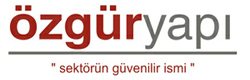 özgüryapı
" sektörün güvenilir ismi "